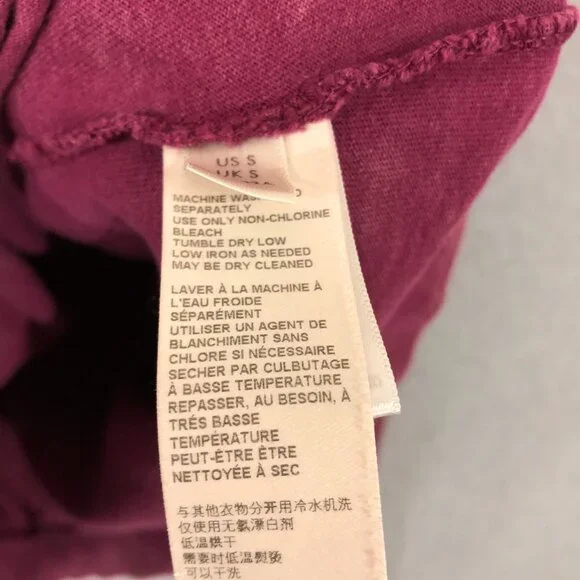 US S
UK S
MACHINE
SEPARATELY
USE ONLY NON-CHLORINE
BLEACH
TUMBLE DRY LOW
LOW IRON AS NEEDED
MAY BE DRY CLEANED
LAVER À LA MACHINE À
L'EAU FROIDE
SÉPARÉMENT
UTILISER UN AGENT DE
BLANCHIMENT SANS
CHLORE SI NÉCESSAIRE
SECHER PAR CULBUTAGE
À BASSE TEMPERATURE
REPASSER, AU BESOIN, À
TRÉS BASSE
TEMPÉRATURE
PEUT-ÊTRE ÊTRE
NETTOYÉE À SEC
与其他衣物分开用冷水机洗
仅使用无氯漂白剂
低温烘干
需要时低温熨烫
可以干洗